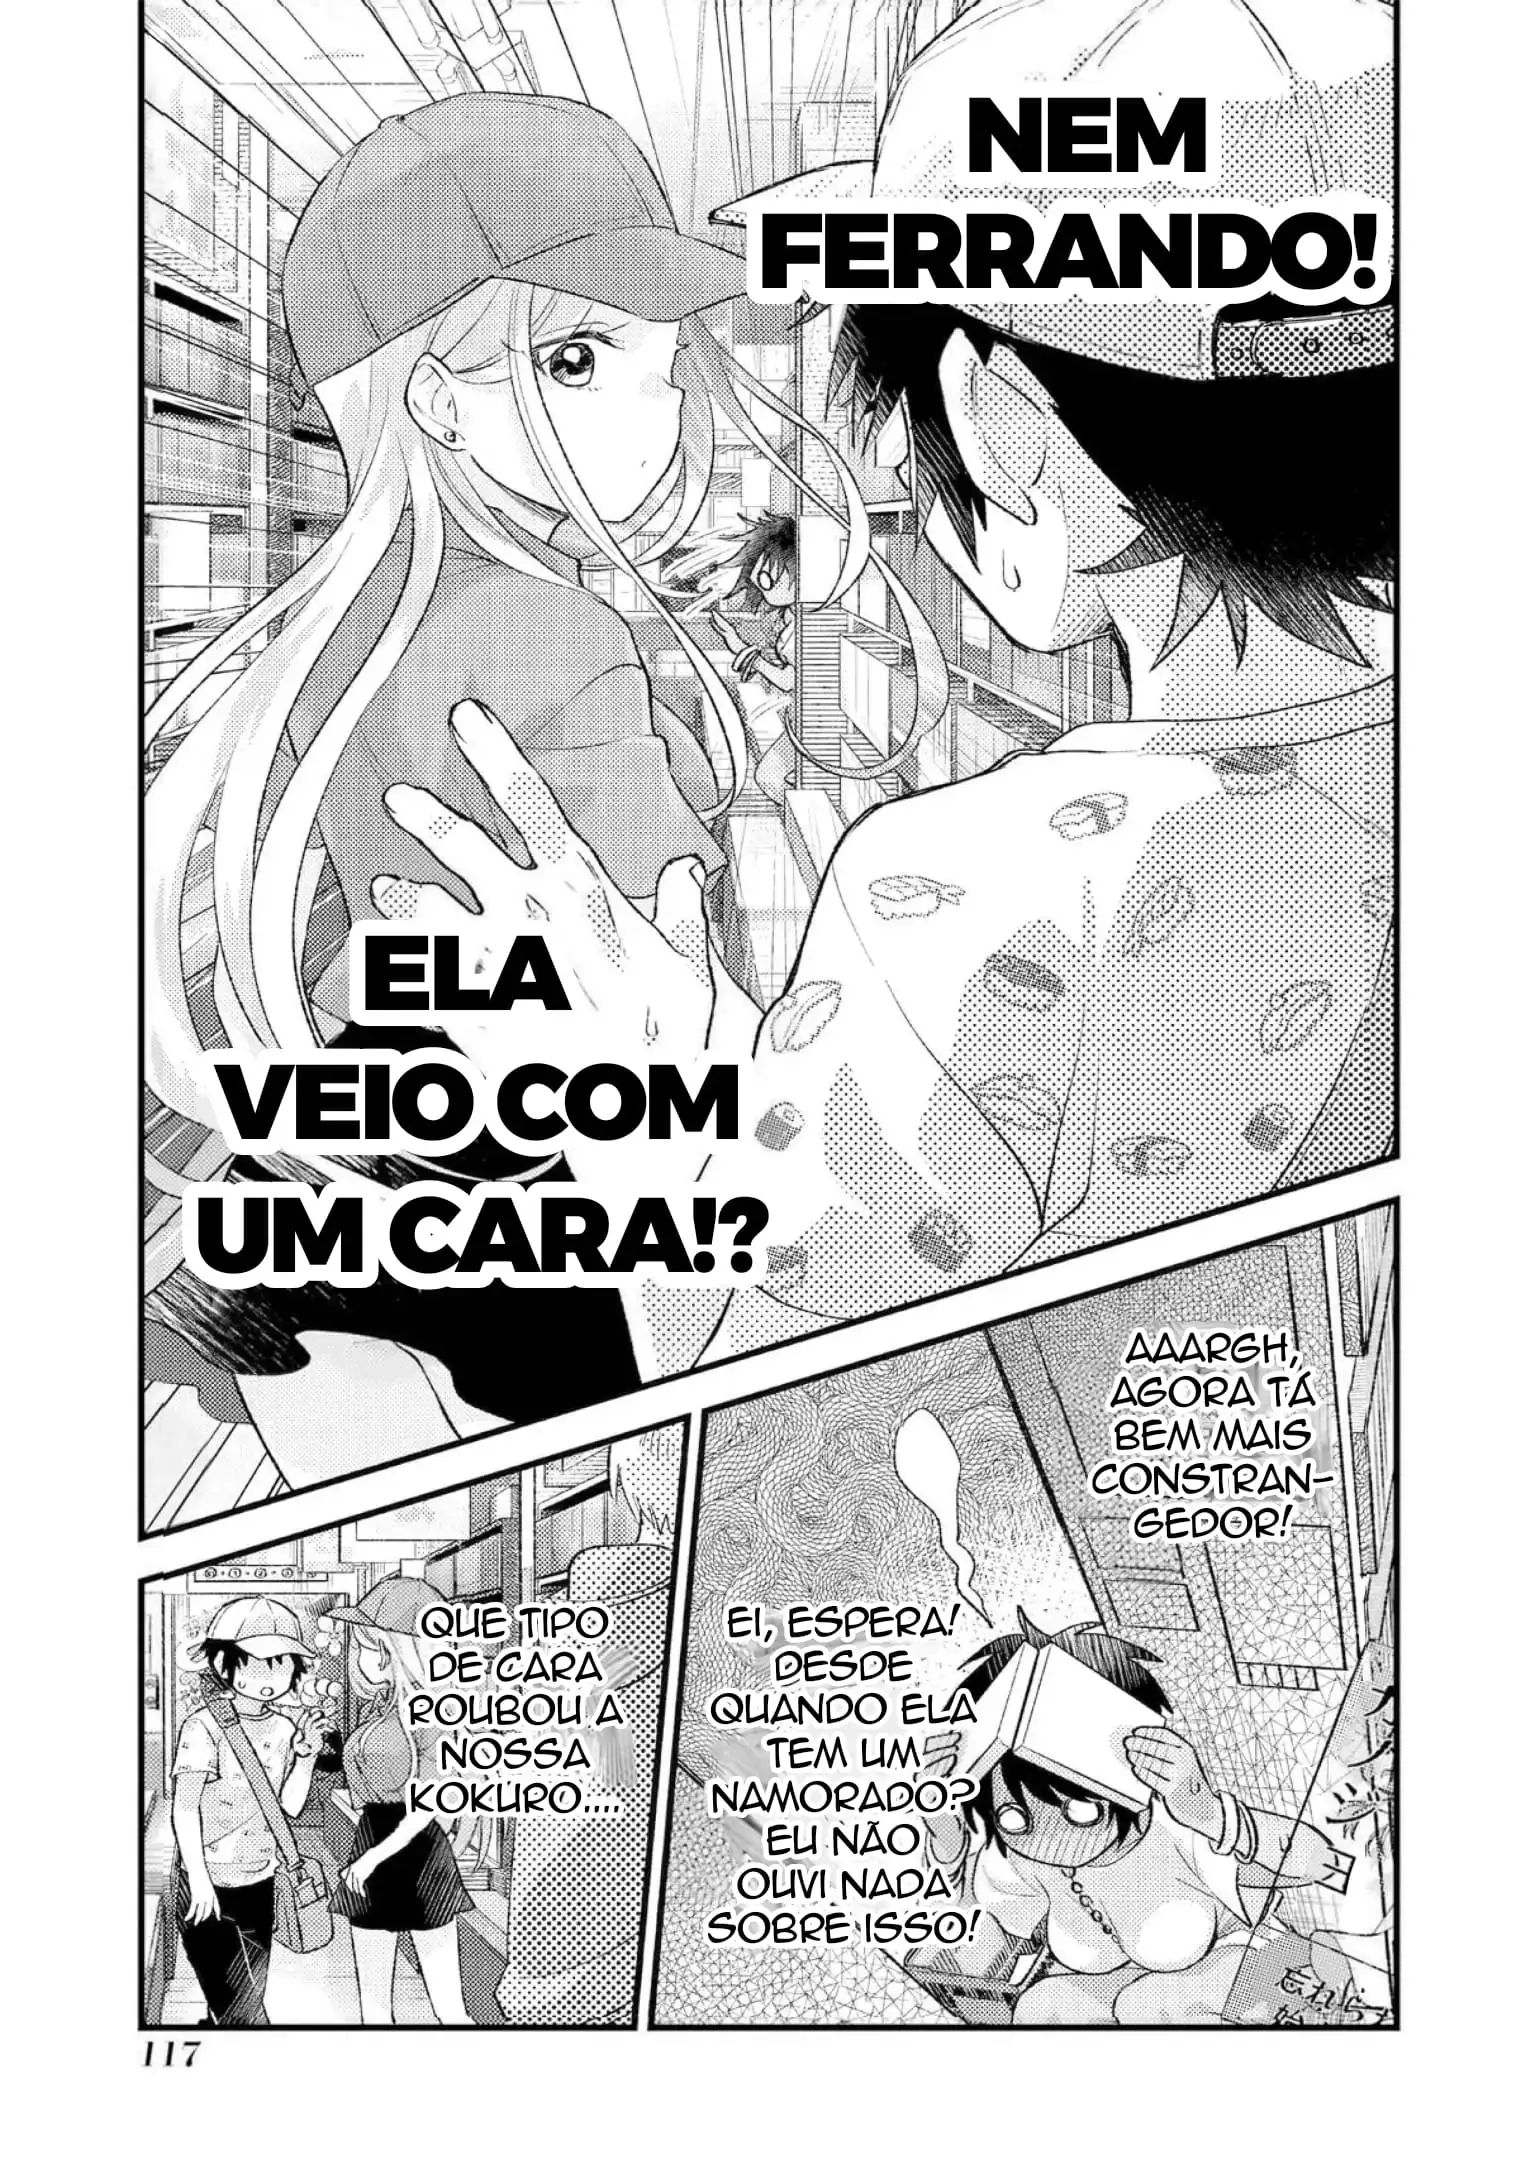 NEM
FERRANDO!
ELA
VEIO COM
UM CARA!?
AAARGH,
AGORA TÁ
BEM MAIS
CONSTRAN-
GEDOR!
EI, ESPERA!
DESDE
QUANDO ELA
TEM UM
NAMORADO?
EU NÃO
OUVI NADA
SOBRE ISSO!
QUE TIPO
DE CARA
ROUBOU A
NOSSA
KOKURO....
117